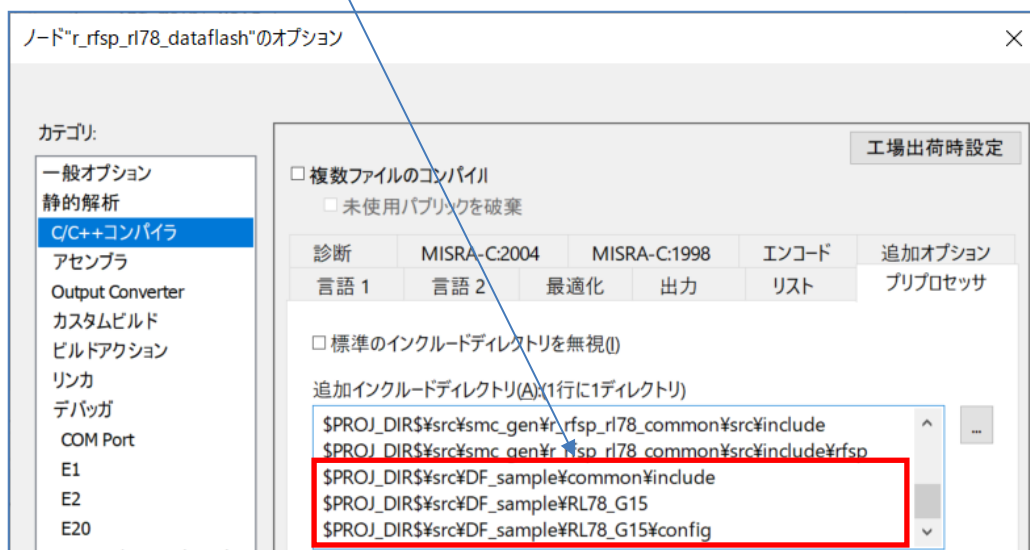 ノード"r_rfsp_rl78_dataflash"のオプション
カテゴリ:
一般オプション
静的解析
C/C++コンパイラ
アセンブラ
Output Converter
カスタムビルド
ビルドアクション
リンカ
デバッガ
COM Port
E1
E2
E20
工場出荷時設定
複数ファイルのコンパイル
未使用パブリックを破棄
診断 MISRA-C:2004 MISRA-C:1998 エンコード 追加オプション
言語 1 言語 2 最適化 出力 リスト プリプロセッサ
標準のインクルードディレクトリを無視(I)
追加インクルードディレクトリ(A):(1行に1ディレクトリ)
$PROJ_DIR$¥src¥smc_gen¥r_rfsp_rl78_common¥src¥include
$PROJ_DIR$¥src¥smc_gen¥r_rfsp_rl78_common¥src¥include¥rfsp
$PROJ_DIR$¥src¥DF_sample¥common¥include
$PROJ_DIR$¥src¥DF_sample¥RL78_G15
$PROJ_DIR$¥src¥DF_sample¥RL78_G15¥config
...